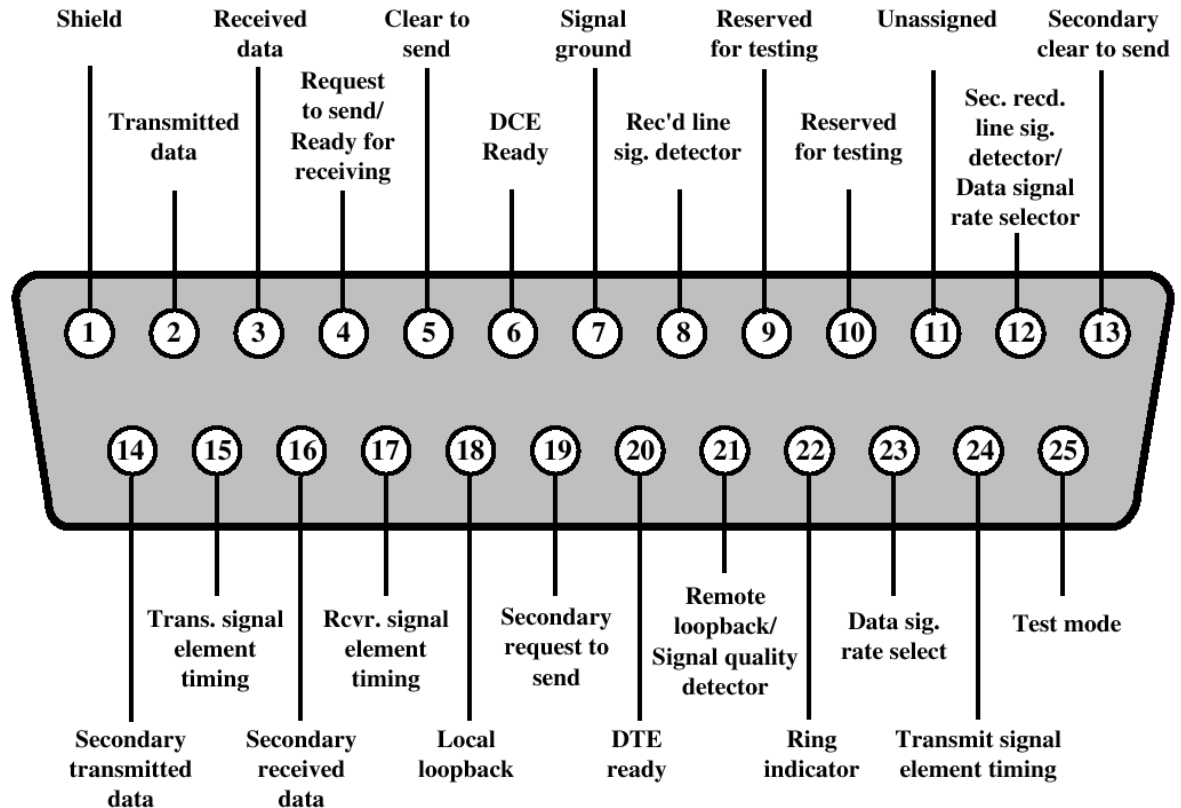 Shield
Received
data
Clear to
send
Signal
ground
Reserved
for testing
Unassigned
Secondary
clear to send
Transmitted
data
Request
to send/
Ready for
receiving
DCE
Ready
Rec'd line
sig. detector
Reserved
for testing
Sec. recd.
line sig.
detector/
Data signal
rate selector
1 2 3 4 5 6 7 8 9 10 11 12 13
14 15 16 17 18 19 20 21 22 23 24 25
Trans. signal
element
timing
Rcvr. signal
element
timing
Secondary
request to
send
Remote
loopback/
Signal quality
detector
Data sig.
rate select
Test mode
Secondary
transmitted
data
Secondary
received
data
Local
loopback
DTE
ready
Ring
indicator
Transmit signal
element timing